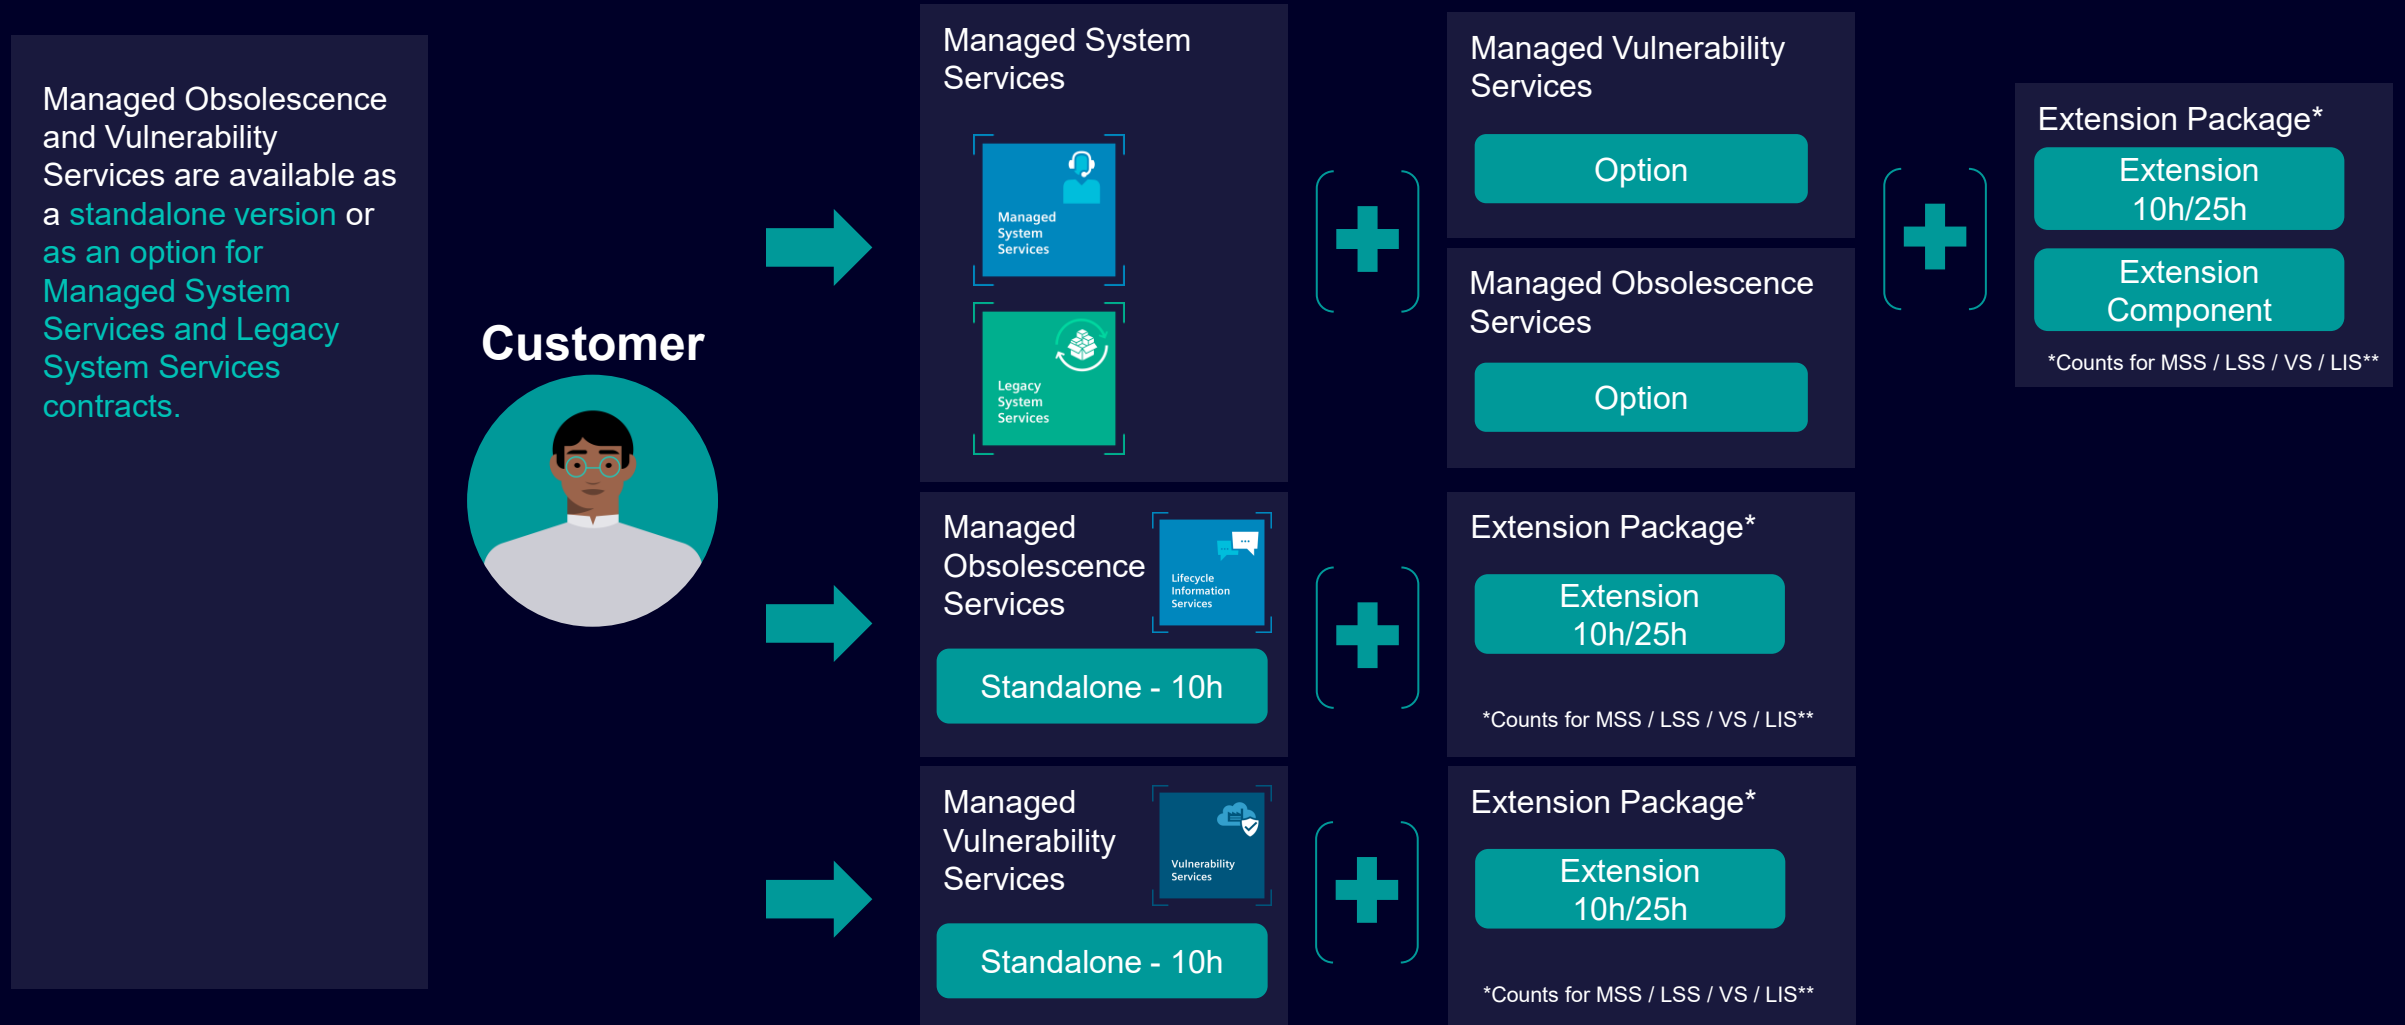 Managed Obsolescence
and Vulnerability
Services are available as
a standalone version or
as an option for
Managed System
Services and Legacy
System Services
contracts.
Customer
Managed System
Services
Managed
System
Services
Legacy
System
Services
Managed Vulnerability
Services
Option
Managed Obsolescence
Services
Option
Extension Package*
Extension
10h/25h
Extension
Component
*Counts for MSS / LSS / VS / LIS**
Managed
Obsolescence
Services
Lifecycle
Information
Services
Standalone - 10h
Extension Package*
Extension
10h/25h
*Counts for MSS / LSS / VS / LIS**
Managed
Vulnerability
Services
Vulnerability
Services
Standalone - 10h
Extension Package*
Extension
10h/25h
*Counts for MSS / LSS / VS / LIS**